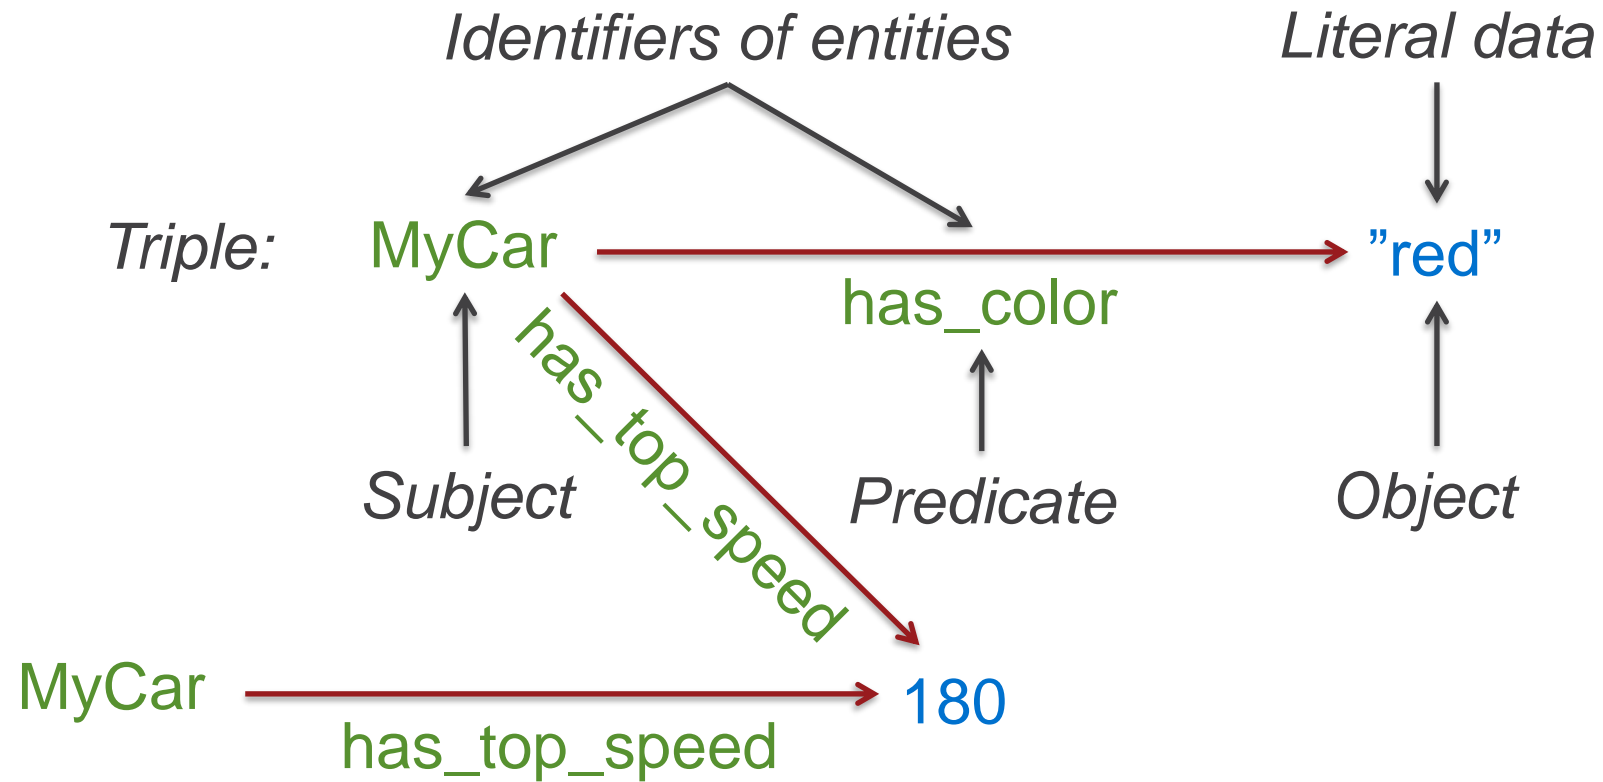 Identifiers of entities
Literal data
Triple:
MyCar
”red”
has_color
has_top_speed
Subject
Predicate
Object
MyCar
180
has_top_speed